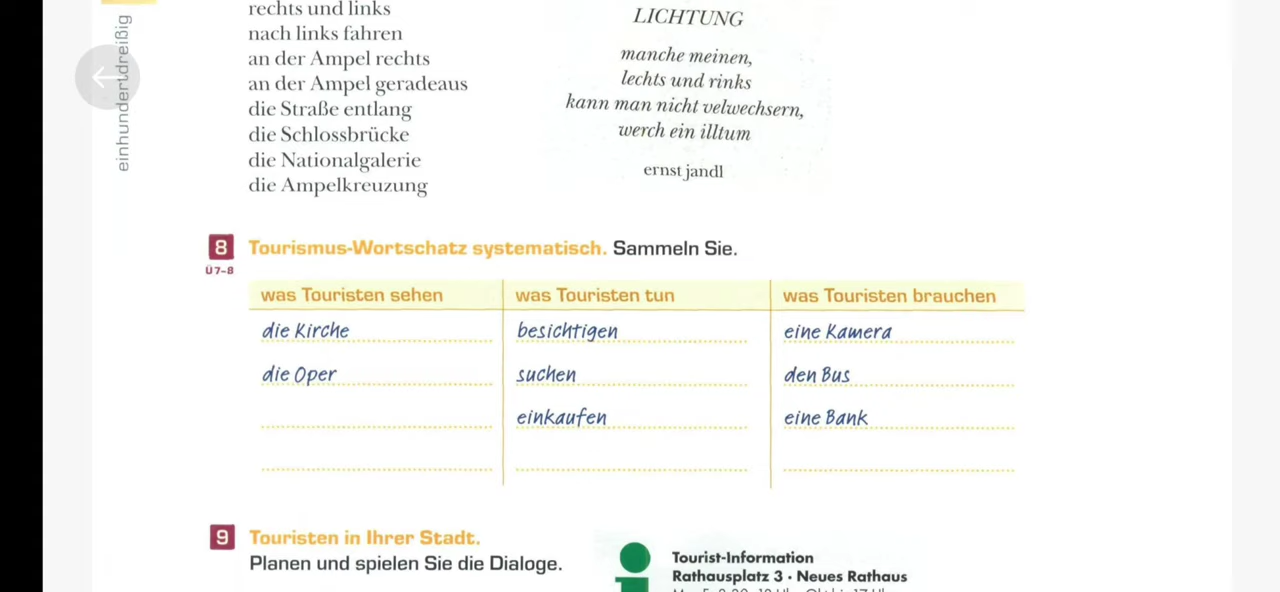 einhundertdreißig
rechts und links
nach links fahren
an der Ampel rechts
an der Ampel geradeaus
die Straße entlang
die Schlossbrücke
die Nationalgalerie
die Ampelkreuzung
LICHTUNG
manche meinen,
lechts und rinks
kann man nicht velwechsern,
werch ein illtum
ernst jandl
8 Tourismus-Wortschatz systematisch. Sammeln Sie.
Ü7-8
was Touristen sehen was Touristen tun was Touristen brauchen
die Kirche besichtigen eine Kamera
die Oper suchen den Bus
einkaufen eine Bank
9 Touristen in Ihrer Stadt.
Planen und spielen Sie die Dialoge.
Tourist-Information
Rathausplatz 3 · Neues Rathaus